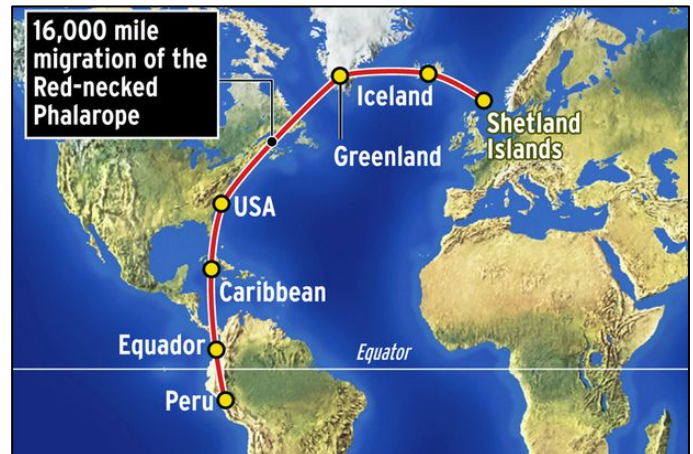 16,000 mile
migration of the
Red-necked
Phalarope
Iceland
Shetland
Islands
Greenland
USA
Caribbean
Equador
Equator
Peru